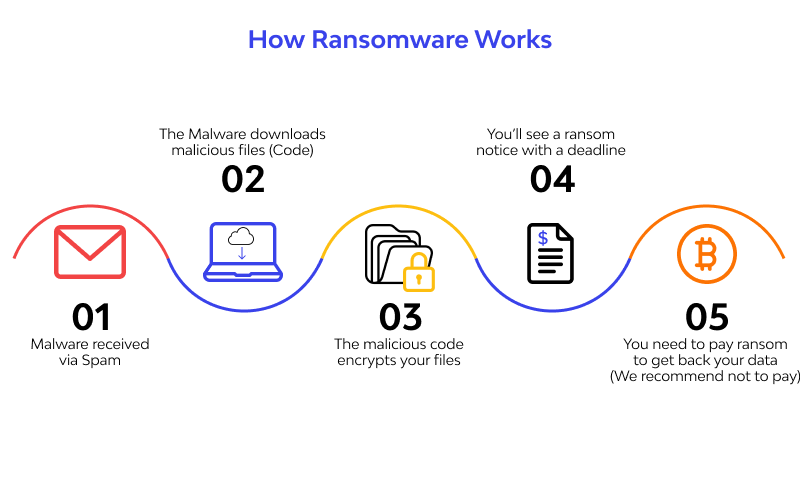 How Ransomware Works
01
Malware received
via Spam
The Malware downloads
malicious files (Code)
02
03
The malicious code
encrypts your files
You’ll see a ransom
notice with a deadline
04
$
05
You need to pay ransom
to get back your data
(We recommend not to pay)